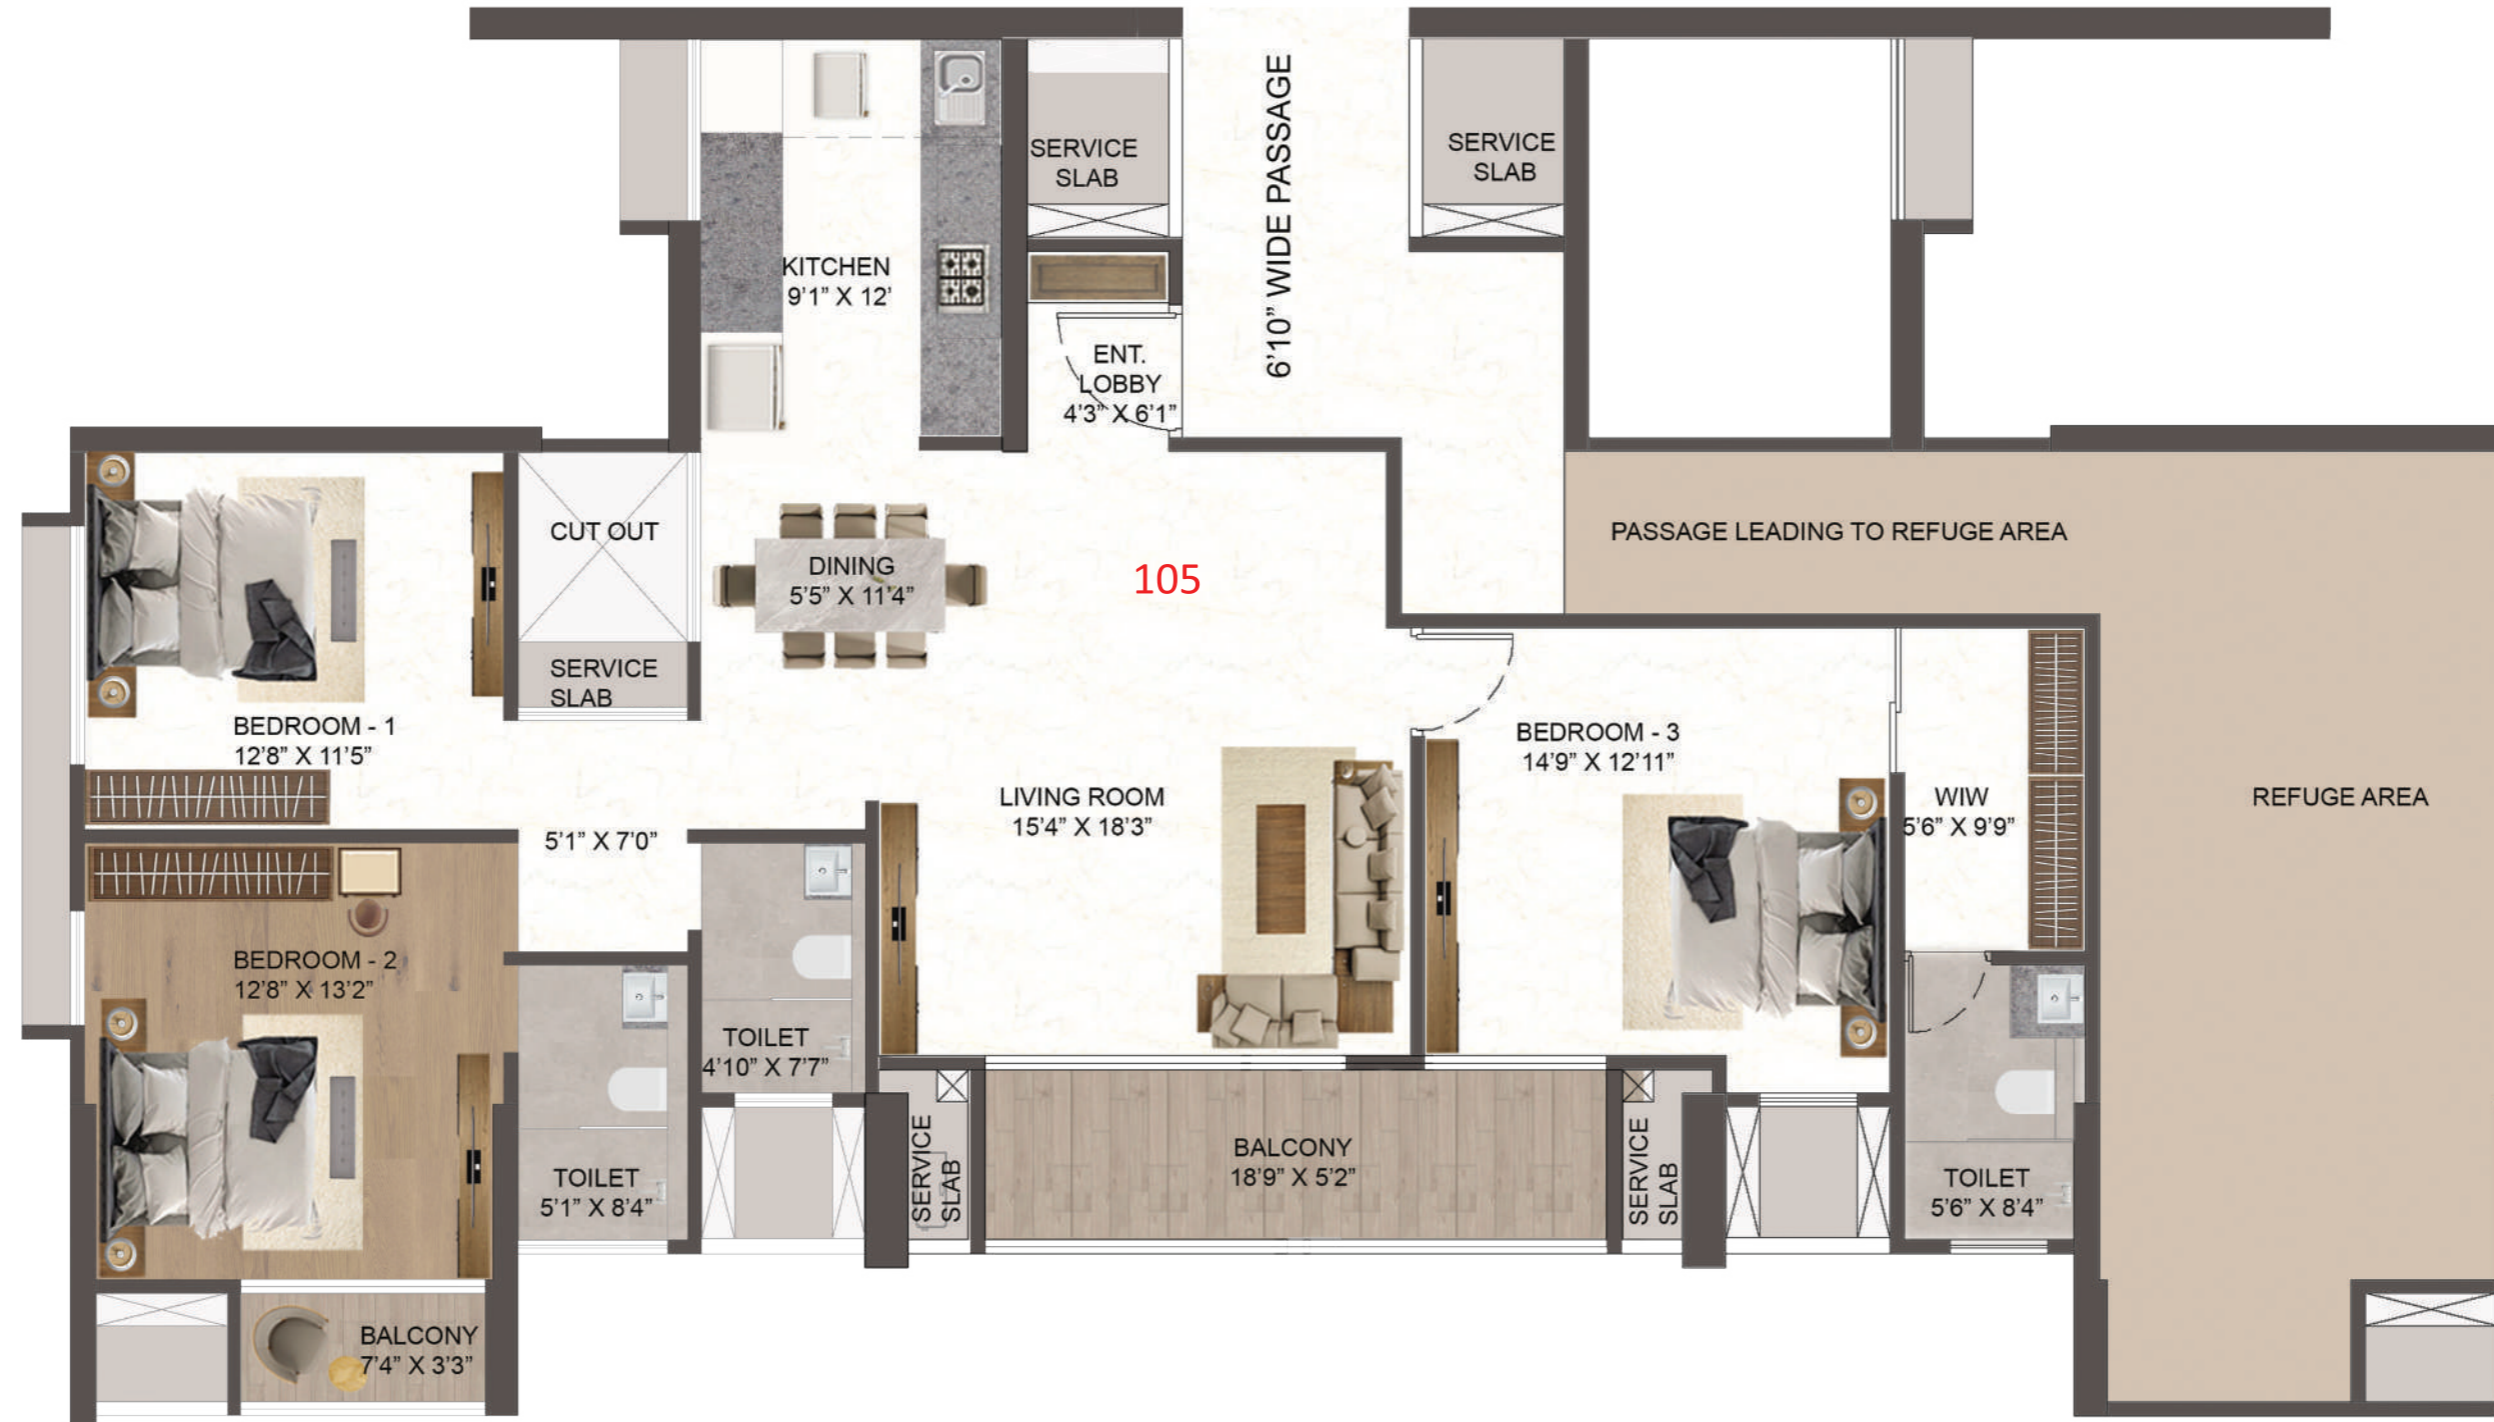 SERVICE
SLAB
6'10” WIDE PASSAGE
SERVICE
SLAB
KITCHEN
9'1” X 12'
ENT.
LOBBY
4'3” X 6'1”
CUT OUT
DINING
5'5” X 11'4”
105
PASSAGE LEADING TO REFUGE AREA
SERVICE
SLAB
BEDROOM - 1
12'8” X 11'5”
BEDROOM - 3
14'9” X 12'11”
LIVING ROOM
15'4” X 18'3”
WIW
5'6” X 9'9”
REFUGE AREA
5'1” X 7'0”
BEDROOM - 2
12'8” X 13'2”
TOILET
4'10” X 7'7”
TOILET
5'1” X 8'4”
SERVICE
SLAB
BALCONY
18'9” X 5'2”
SERVICE
SLAB
TOILET
5'6” X 8'4”
BALCONY
7'4” X 3'3”